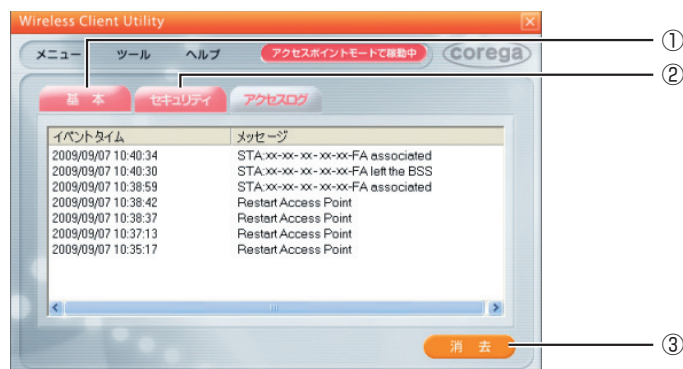 Wireless Client Utility
メニュー ツール ヘルプ アクセスポイントモードで稼動中 corega
①
②
基 本 セキュリティ アクセスログ
イベントタイム メッセージ
2009/09/07 10:40:34 STA:xx-xx-xx-xx-xx-FA associated
2009/09/07 10:40:30 STA:xx-xx-xx-xx-xx-FA left the BSS
2009/09/07 10:38:59 STA:xx-xx-xx-xx-xx-FA associated
2009/09/07 10:38:42 Restart Access Point
2009/09/07 10:38:37 Restart Access Point
2009/09/07 10:37:13 Restart Access Point
2009/09/07 10:35:17 Restart Access Point
消 去 ③